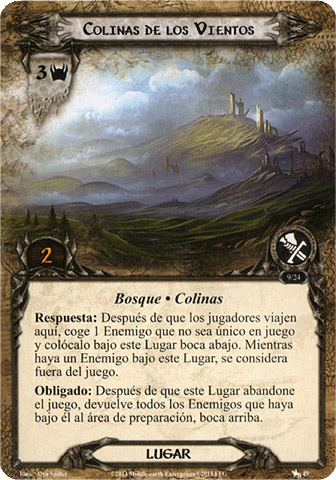 Colinas de los Vientos
3
2
9/24
Bosque • Colinas
Respuesta: Después de que los jugadores viajen
aquí, coge 1 Enemigo que no sea único en juego
y colócalo bajo este Lugar boca abajo. Mientras
haya un Enemigo bajo este Lugar, se considera
fuera del juego.
Obligado: Después de que este Lugar abandone
el juego, devuelve todos los Enemigos que haya
bajo él al área de preparación, boca arriba.
LUGAR
©2013 Middle-earth Enterprises ©2013 FFG
49